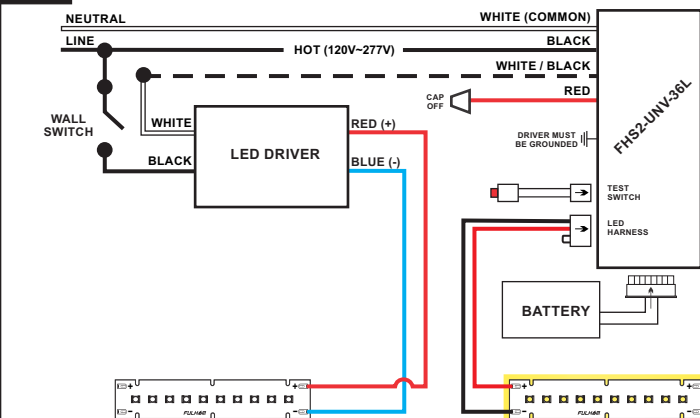 NEUTRAL
WHITE (COMMON)
LINE
HOT (120V~277V)
BLACK
WHITE / BLACK
RED
CAP
OFF
WALL
SWITCH
WHITE
RED (+)
LED DRIVER
BLACK
BLUE (-)
DRIVER MUST
BE GROUNDED
FHS2-UNV-36L
TEST
SWITCH
LED
HARNESS
BATTERY
+
+
+
FULHAM
FULHAM
-
-
-